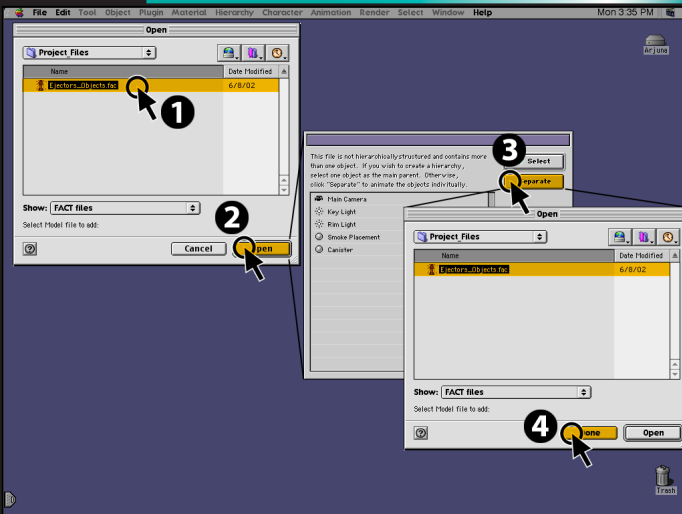 File Edit Tool Object Plugin Material Hierarchy Character Animation Render Select Window Help Mon 3:35 PM
Open
Project_Files
Name Date Modified
Ejectors_Objects.fac 6/8/02
1
Show: FACT files
Select Model file to add:
2
Cancel Open
Arjuna
This file is not hierarchically structured and contains more
than one object. If you wish to create a hierarchy,
select one object as the main parent. Otherwise,
click "Separate" to animate the objects indivitually.
3
Select
Separate
Main Camera
Key Light
Rim Light
Smoke Placement
Canister
Open
Project_Files
Name Date Modified
Ejectors_Objects.fac 6/8/02
Show: FACT files
Select Model file to add:
4
Done Open
Trash